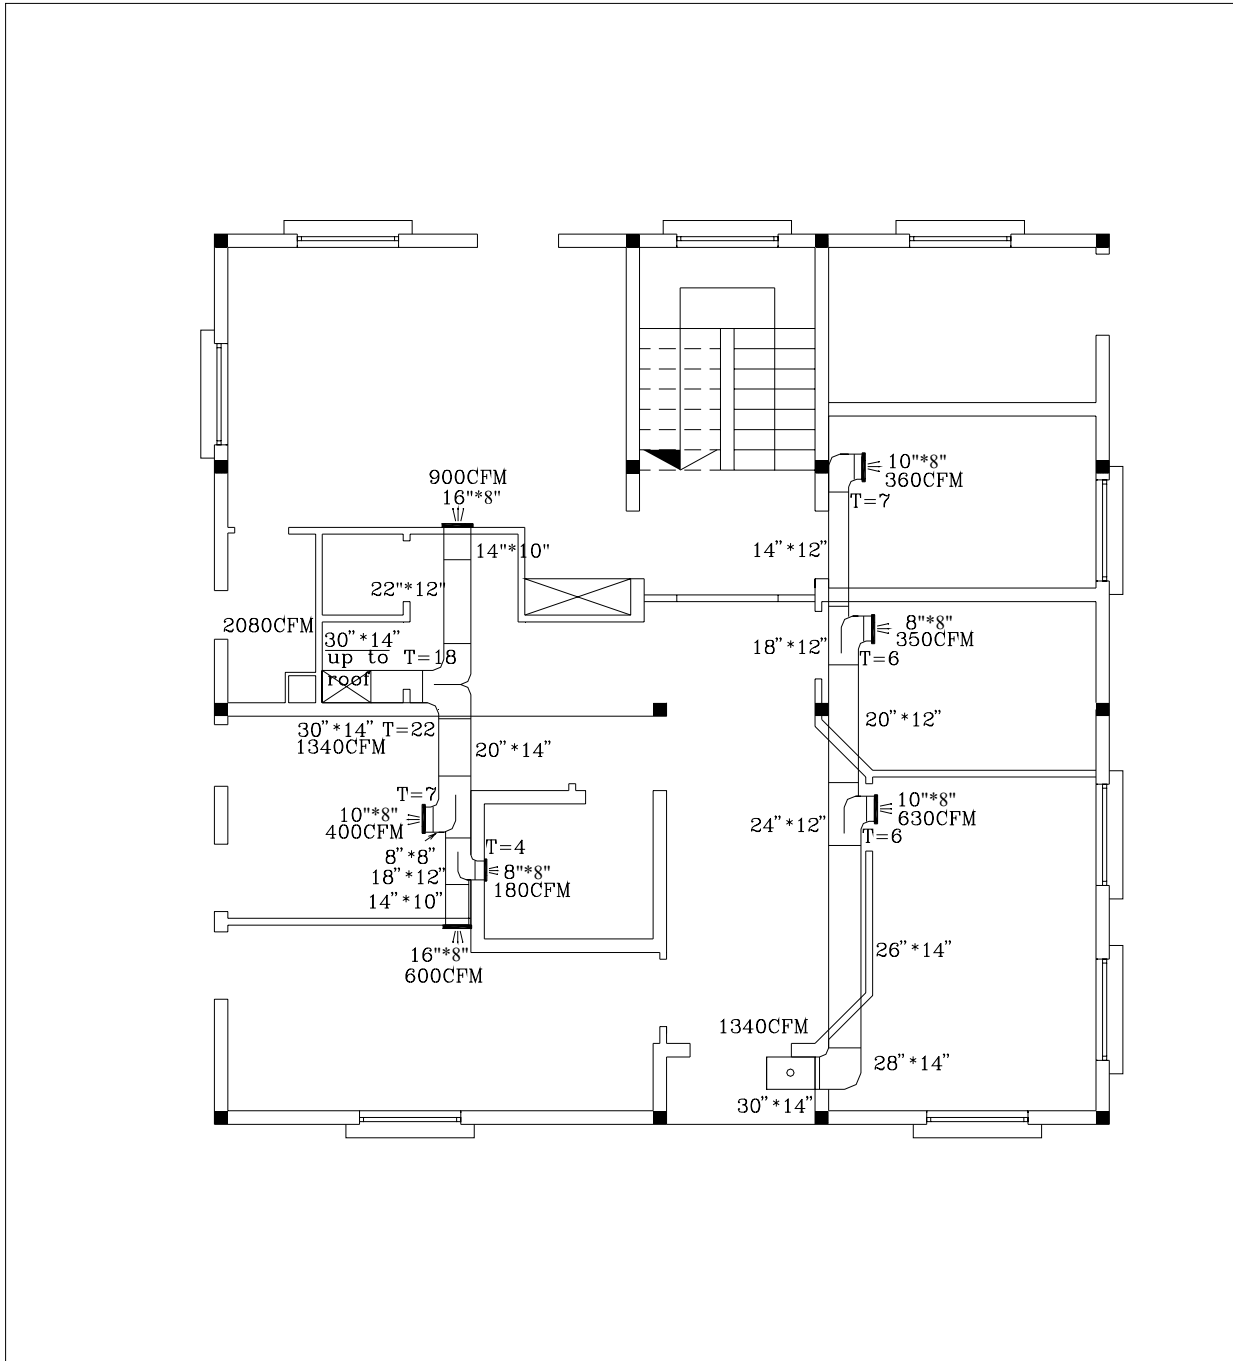 900CFM
16"*8"
10"*8"
360CFM
T=7
14"*10"
14"*12"
22"*12"
2080CFM
30"*14"
up to
roof
T=18
8"*8"
350CFM
18"*12"
T=6
30"*14"
T=22
1340CFM
20"*14"
20"*12"
T=7
10"*8"
400CFM
10"*8"
630CFM
24"*12"
T=6
T=4
8"*8"
18"*12"
8"*8"
180CFM
14"*10"
16"*8"
600CFM
26"*14"
1340CFM
28"*14"
30"*14"